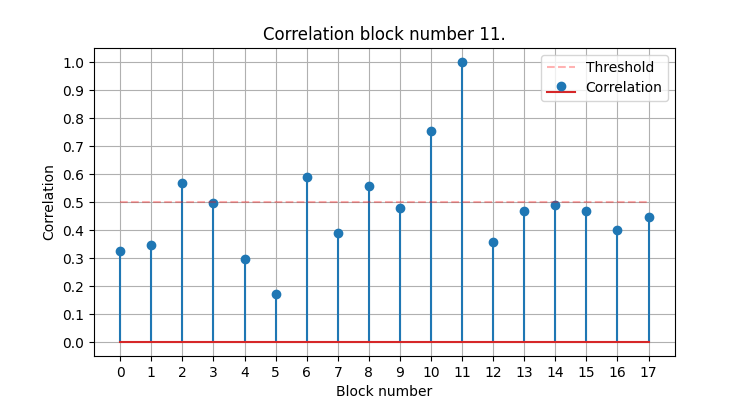 Correlation block number 11.
Threshold
Correlation
Correlation
1.0
0.9
0.8
0.7
0.6
0.5
0.4
0.3
0.2
0.1
0.0
0 1 2 3 4 5 6 7 8 9 10 11 12 13 14 15 16 17
Block number